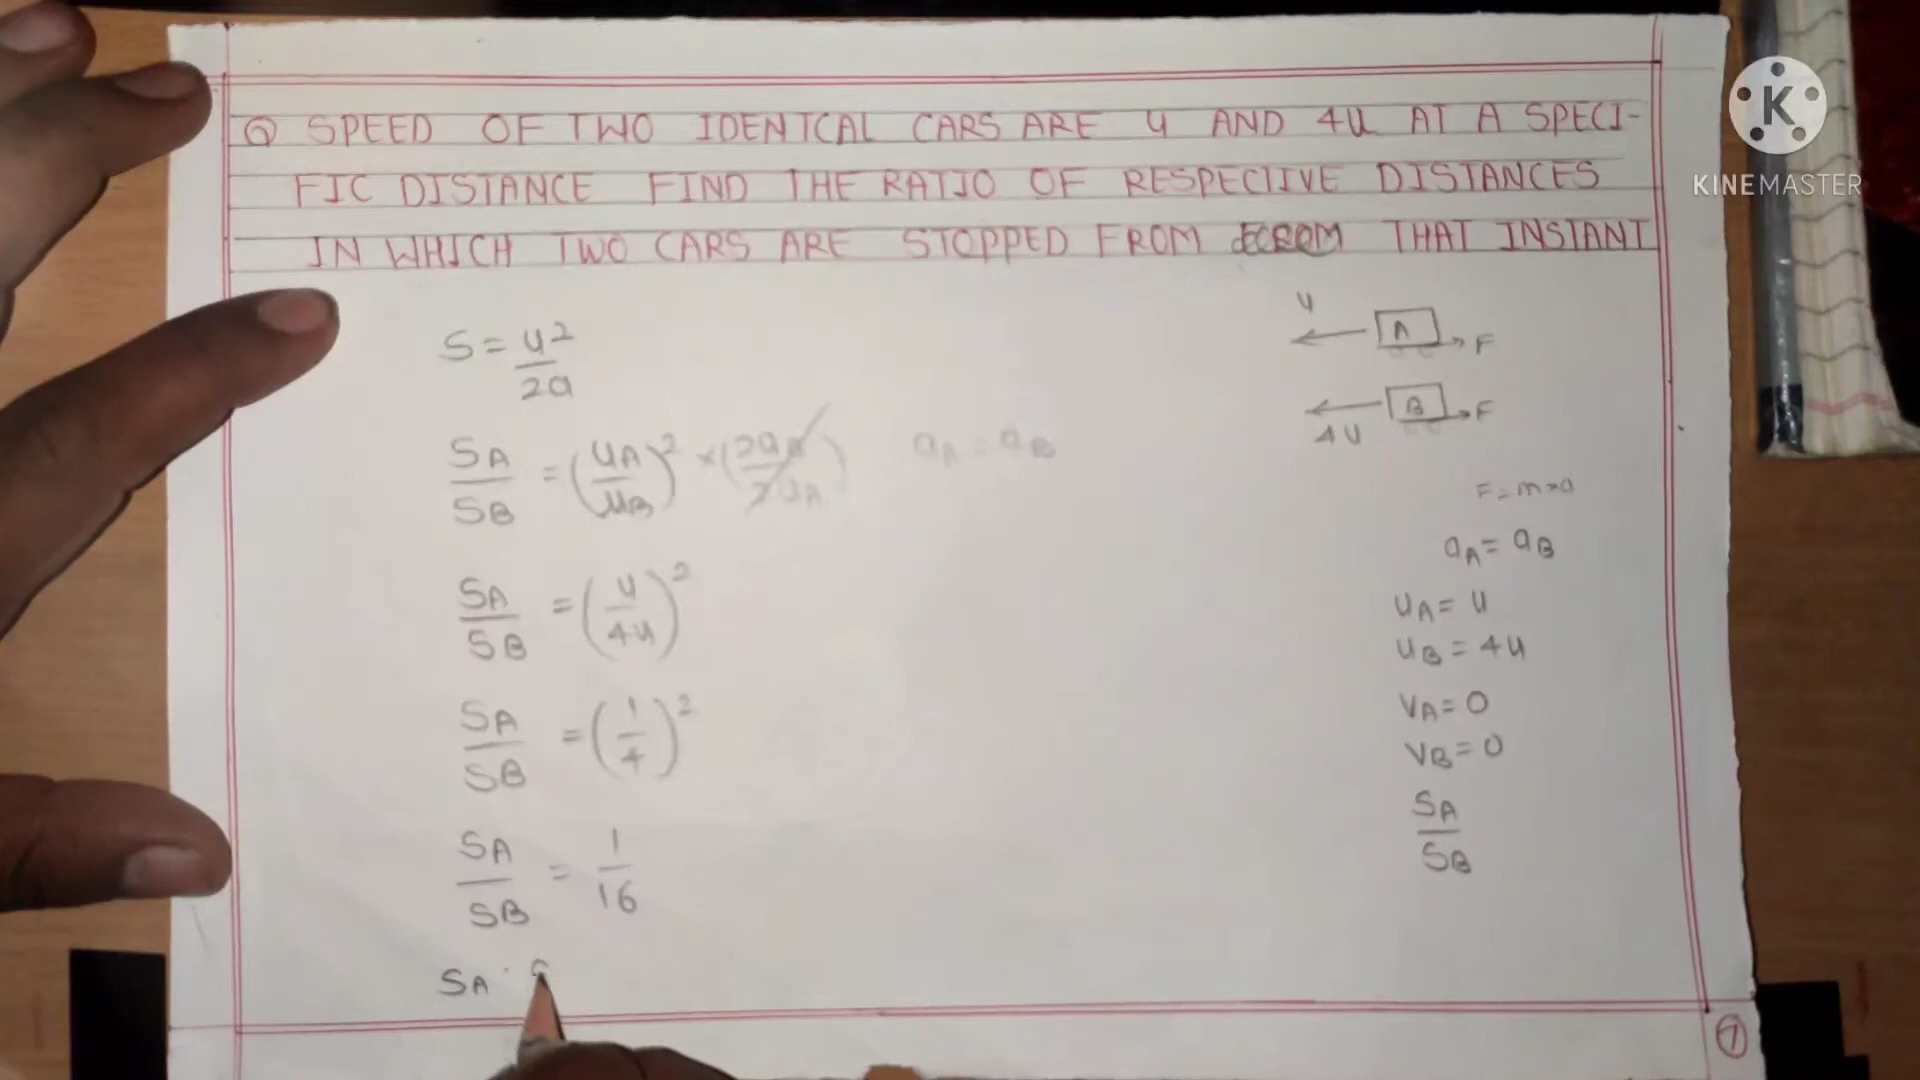 Q SPEED OF TWO IDENTCAL CARS ARE U AND 4U AT A SPECI-
FIC DISTANCE FIND THE RATIO OF RESPECTIVE DISTANCES
IN WHICH TWO CARS ARE STOPPED FROM THAT INSTANT
S = u²/2a
SA/SB = (uA/uB)² × (2aB/2aA) aA = aB
SA/SB = (u/4u)²
SA/SB = (1/4)²
SA/SB = 1/16
SA : S
u
A F
B F
4u
F = m×a
aA = aB
uA = u
uB = 4u
vA = 0
vB = 0
SA/SB
7
K
KINEMASTER